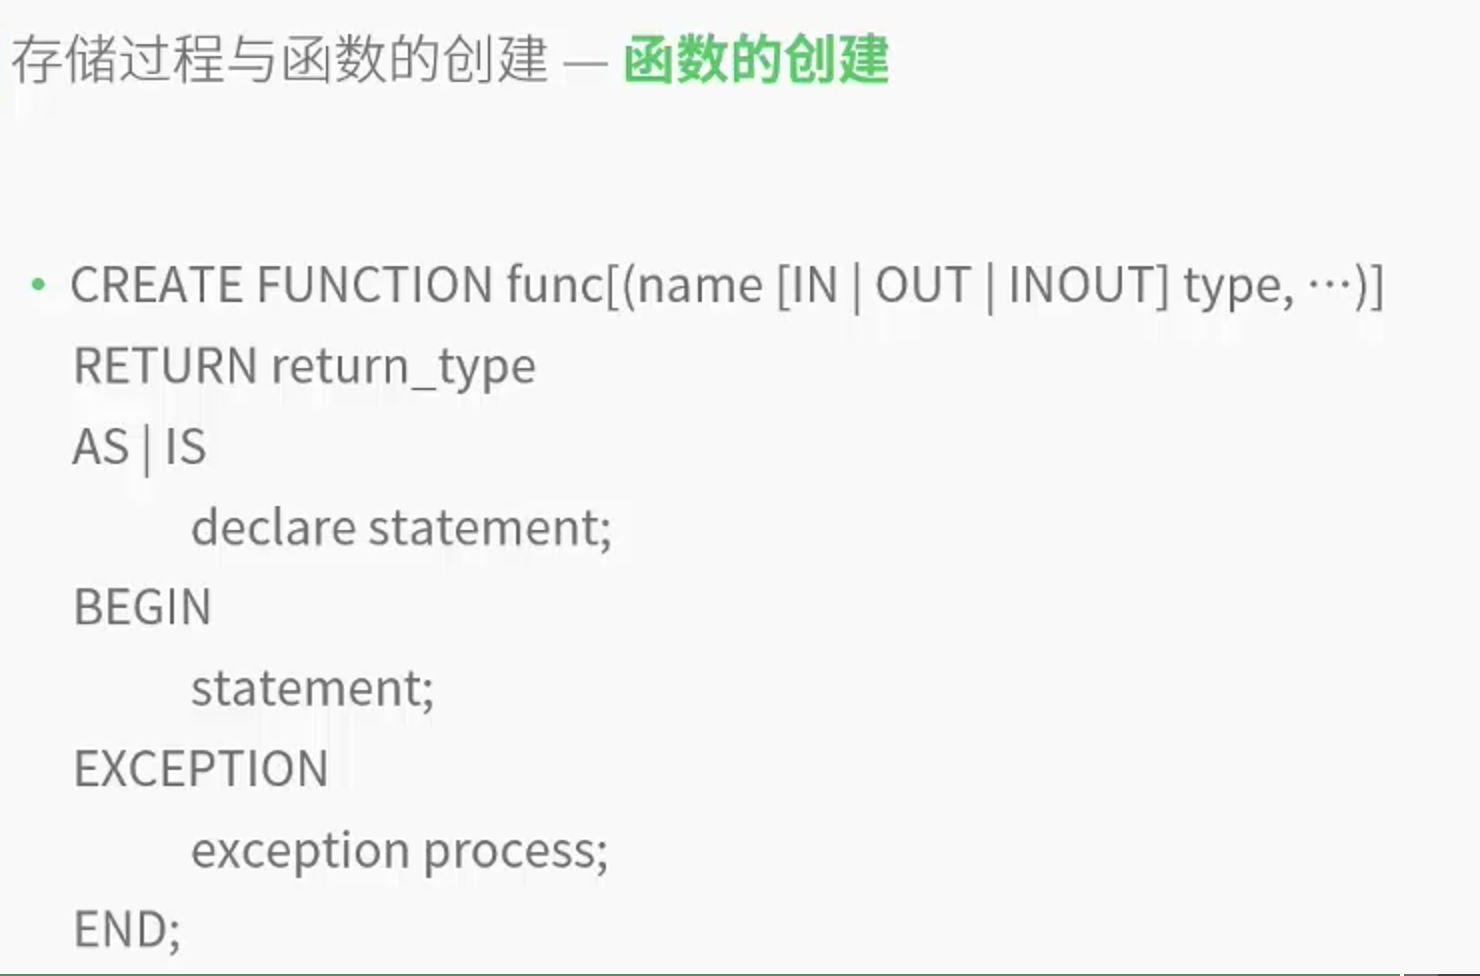 存储过程与函数的创建 — 函数的创建
• CREATE FUNCTION func[(name [IN | OUT | INOUT] type, ⋯)]
RETURN return_type
AS | IS
declare statement;
BEGIN
statement;
EXCEPTION
exception process;
END;